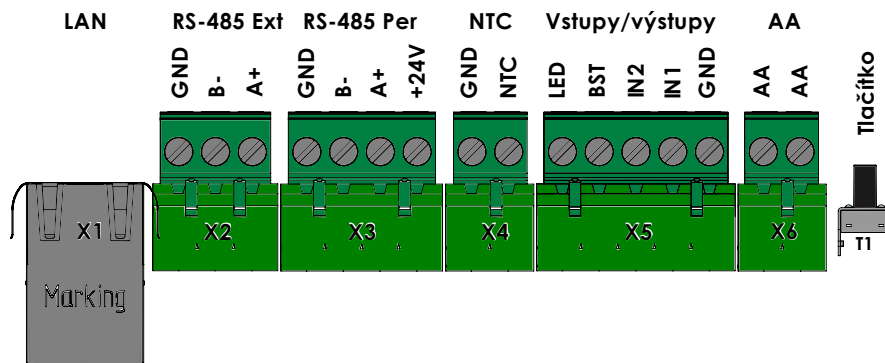 LAN
RS-485 Ext
RS-485 Per
NTC
Vstupy/výstupy
AA
Tlačítko
GND
B-
A+
GND
B-
A+
+24V
GND
NTC
LED
BST
IN2
IN1
GND
AA
AA
X1
X2
X3
X4
X5
X6
T1
Marking